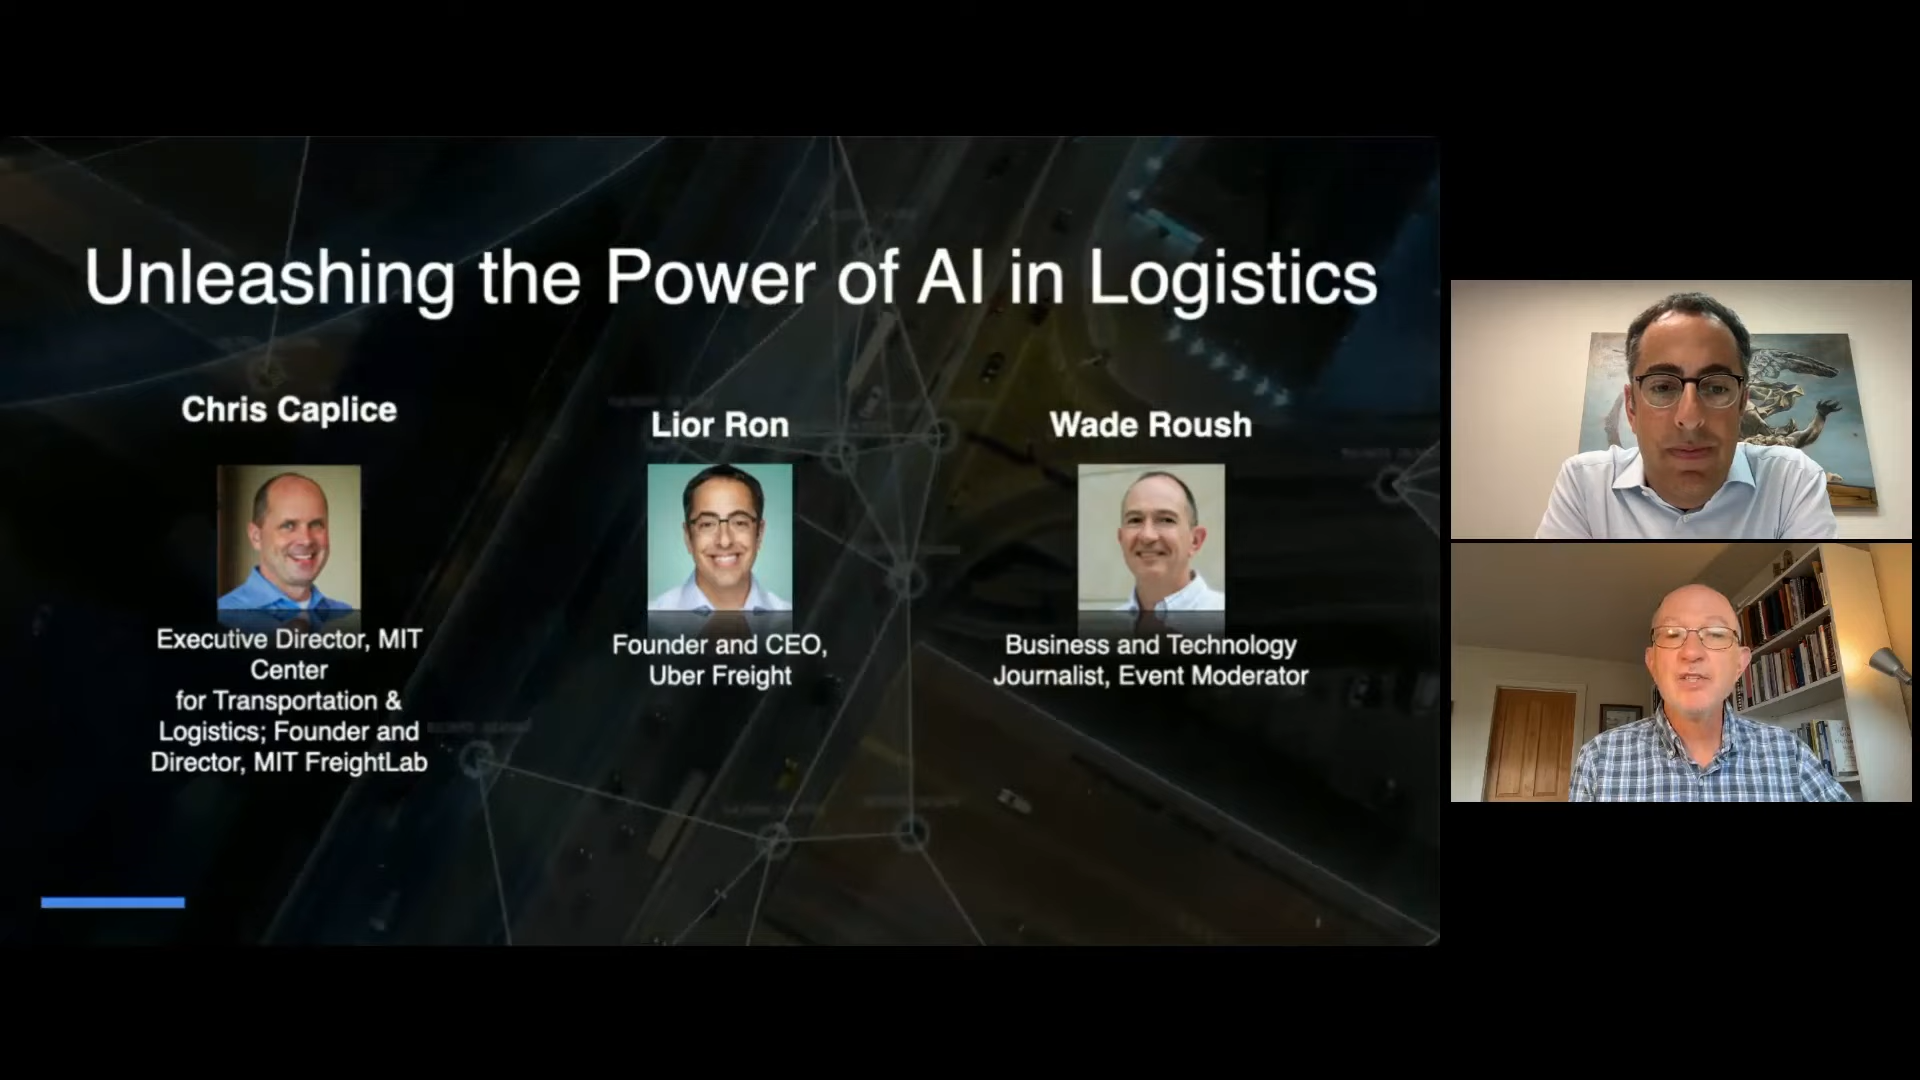 Unleashing the Power of AI in Logistics
Chris Caplice
Executive Director, MIT
Center
for Transportation &
Logistics; Founder and
Director, MIT FreightLab
Lior Ron
Founder and CEO,
Uber Freight
Wade Roush
Business and Technology
Journalist, Event Moderator